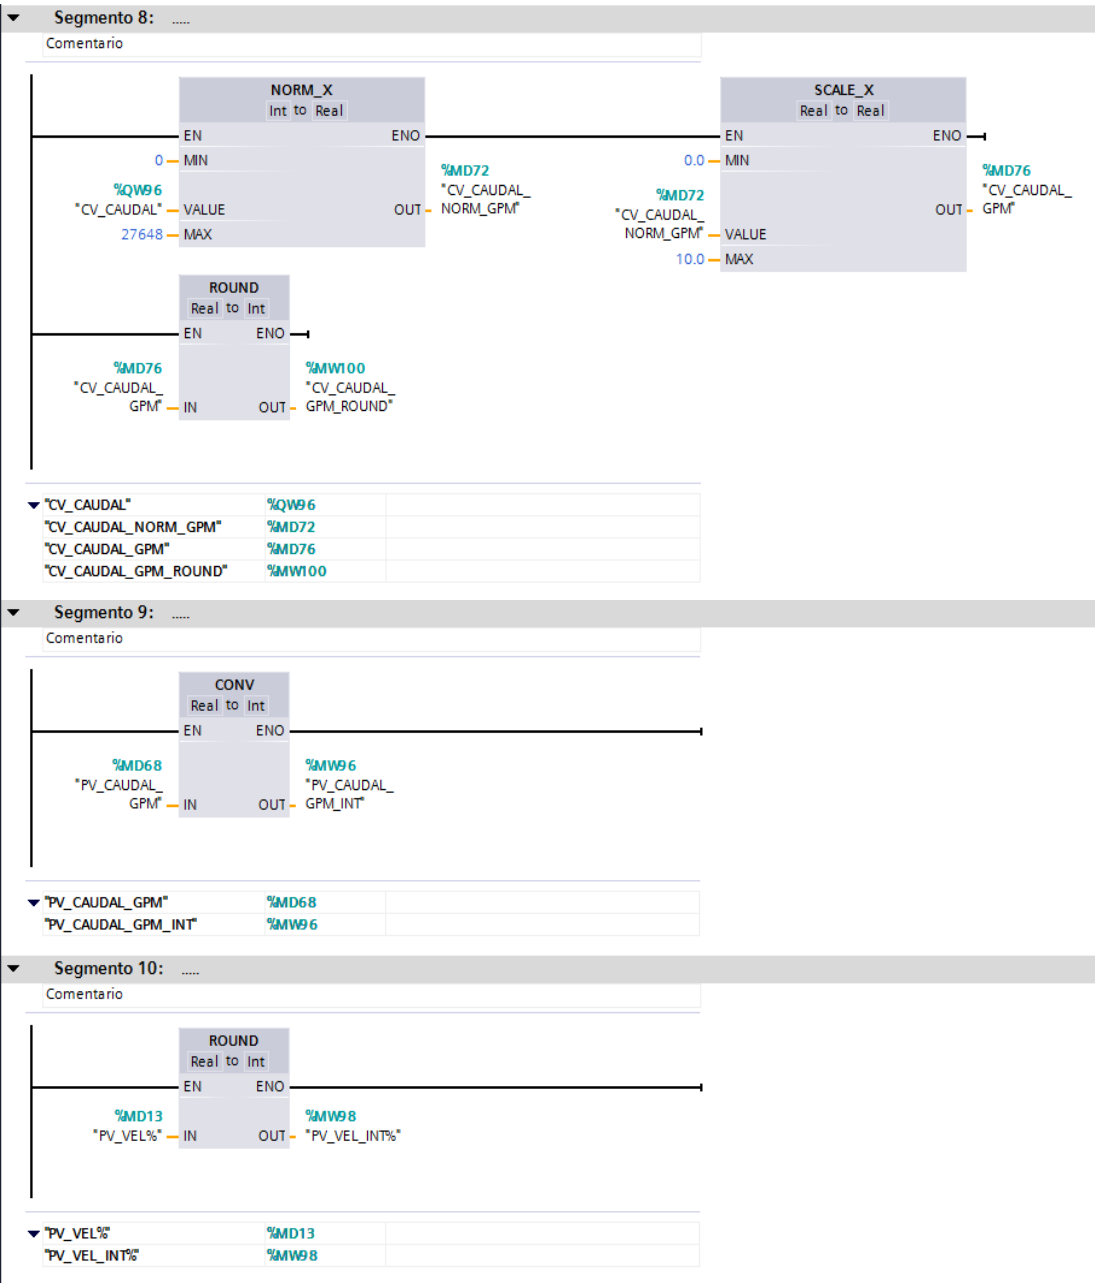 Segmento 8: .....
Comentario
NORM_X
Int to Real
EN ENO
0 MIN
%QW96
"CV_CAUDAL" VALUE
27648 MAX
%MD72
"CV_CAUDAL_
OUT NORM_GPM"
SCALE_X
Real to Real
EN ENO
0.0 MIN
%MD72
"CV_CAUDAL_
NORM_GPM" VALUE
10.0 MAX
%MD76
"CV_CAUDAL_
OUT GPM"
ROUND
Real to Int
EN ENO
%MD76
"CV_CAUDAL_
GPM" IN
%MW100
"CV_CAUDAL_
OUT GPM_ROUND"
"CV_CAUDAL" %QW96
"CV_CAUDAL_NORM_GPM" %MD72
"CV_CAUDAL_GPM" %MD76
"CV_CAUDAL_GPM_ROUND" %MW100
Segmento 9: .....
Comentario
CONV
Real to Int
EN ENO
%MD68
"PV_CAUDAL_
GPM" IN
%MW96
"PV_CAUDAL_
OUT GPM_INT"
"PV_CAUDAL_GPM" %MD68
"PV_CAUDAL_GPM_INT" %MW96
Segmento 10: .....
Comentario
ROUND
Real to Int
EN ENO
%MD13
"PV_VEL%" IN
%MW98
OUT "PV_VEL_INT%"
"PV_VEL%" %MD13
"PV_VEL_INT%" %MW98